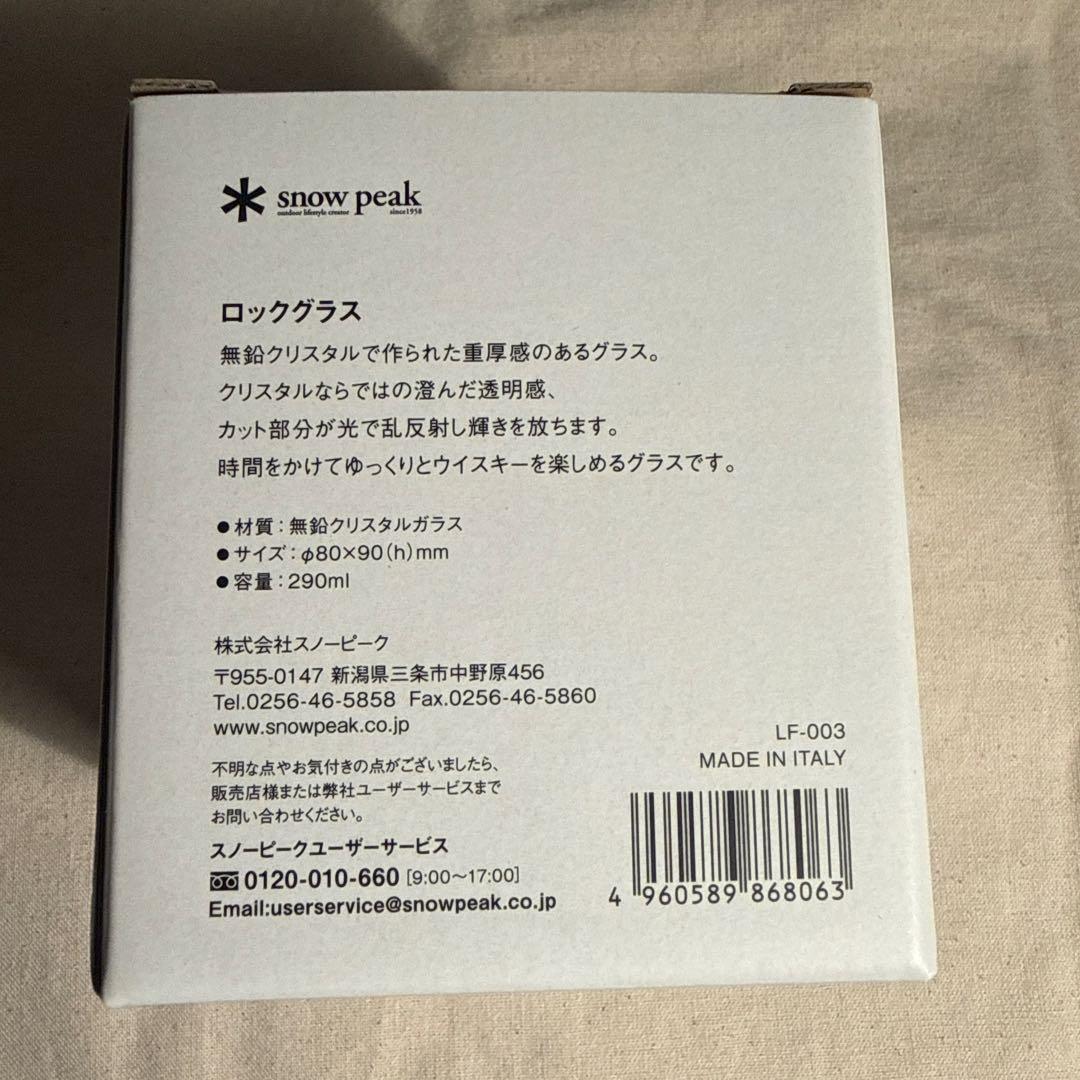 snow peak
outdoor lifestyle creator since1958
ロックグラス
無鉛クリスタルで作られた重厚感のあるグラス。
クリスタルならではの澄んだ透明感、
カット部分が光で乱反射し輝きを放ちます。
時間をかけてゆっくりとウイスキーを楽しめるグラスです。
●材質：無鉛クリスタルガラス
●サイズ：φ80×90（h）mm
●容量：290ml
株式会社スノーピーク
〒955-0147 新潟県三条市中野原456
Tel.0256-46-5858 Fax.0256-46-5860
www.snowpeak.co.jp
不明な点やお気付きの点がございましたら、
販売店様または弊社ユーザーサービスまで
お問い合わせください。
スノーピークユーザーサービス
0120-010-660 [9:00〜17:00]
Email:userservice@snowpeak.co.jp
LF-003
MADE IN ITALY
4 960589 868063